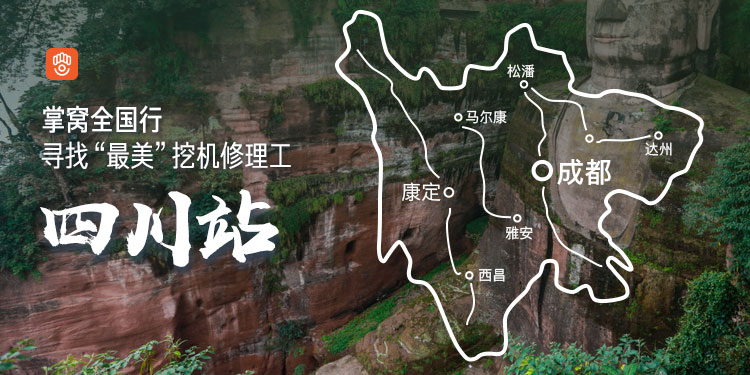 掌窝全国行
寻找“最美”挖机修理工
四川站
松潘
马尔康
达州
成都
康定
雅安
西昌